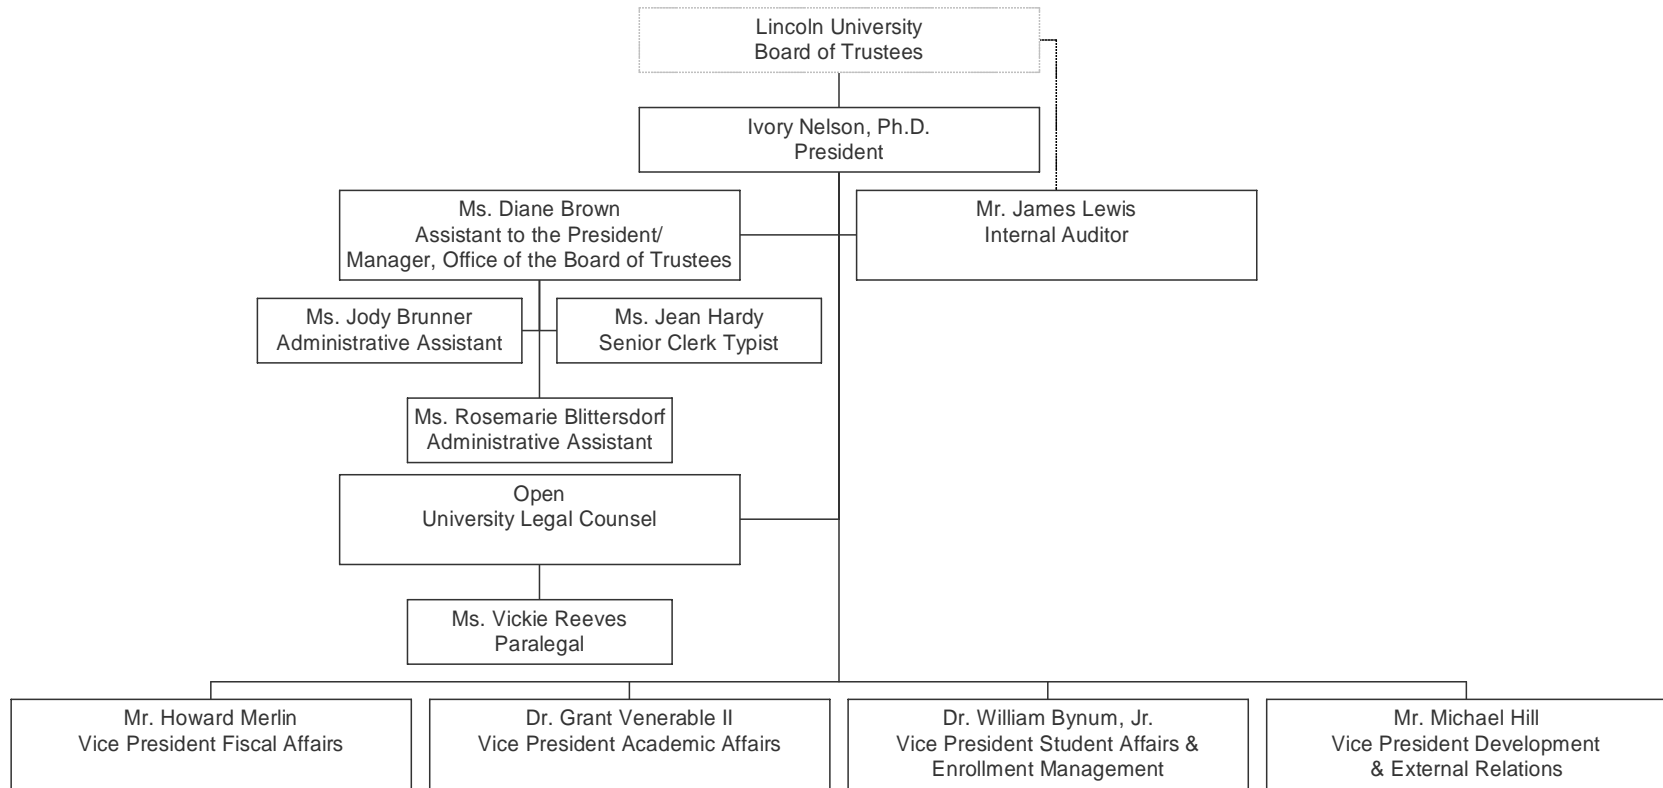 Lincoln University
Board of Trustees
Ivory Nelson, Ph.D.
President
Ms. Diane Brown
Assistant to the President/
Manager, Office of the Board of Trustees
Mr. James Lewis
Internal Auditor
Ms. Jody Brunner
Administrative Assistant
Ms. Jean Hardy
Senior Clerk Typist
Ms. Rosemarie Blittersdorf
Administrative Assistant
Open
University Legal Counsel
Ms. Vickie Reeves
Paralegal
Mr. Howard Merlin
Vice President Fiscal Affairs
Dr. Grant Venerable II
Vice President Academic Affairs
Dr. William Bynum, Jr.
Vice President Student Affairs &
Enrollment Management
Mr. Michael Hill
Vice President Development
& External Relations